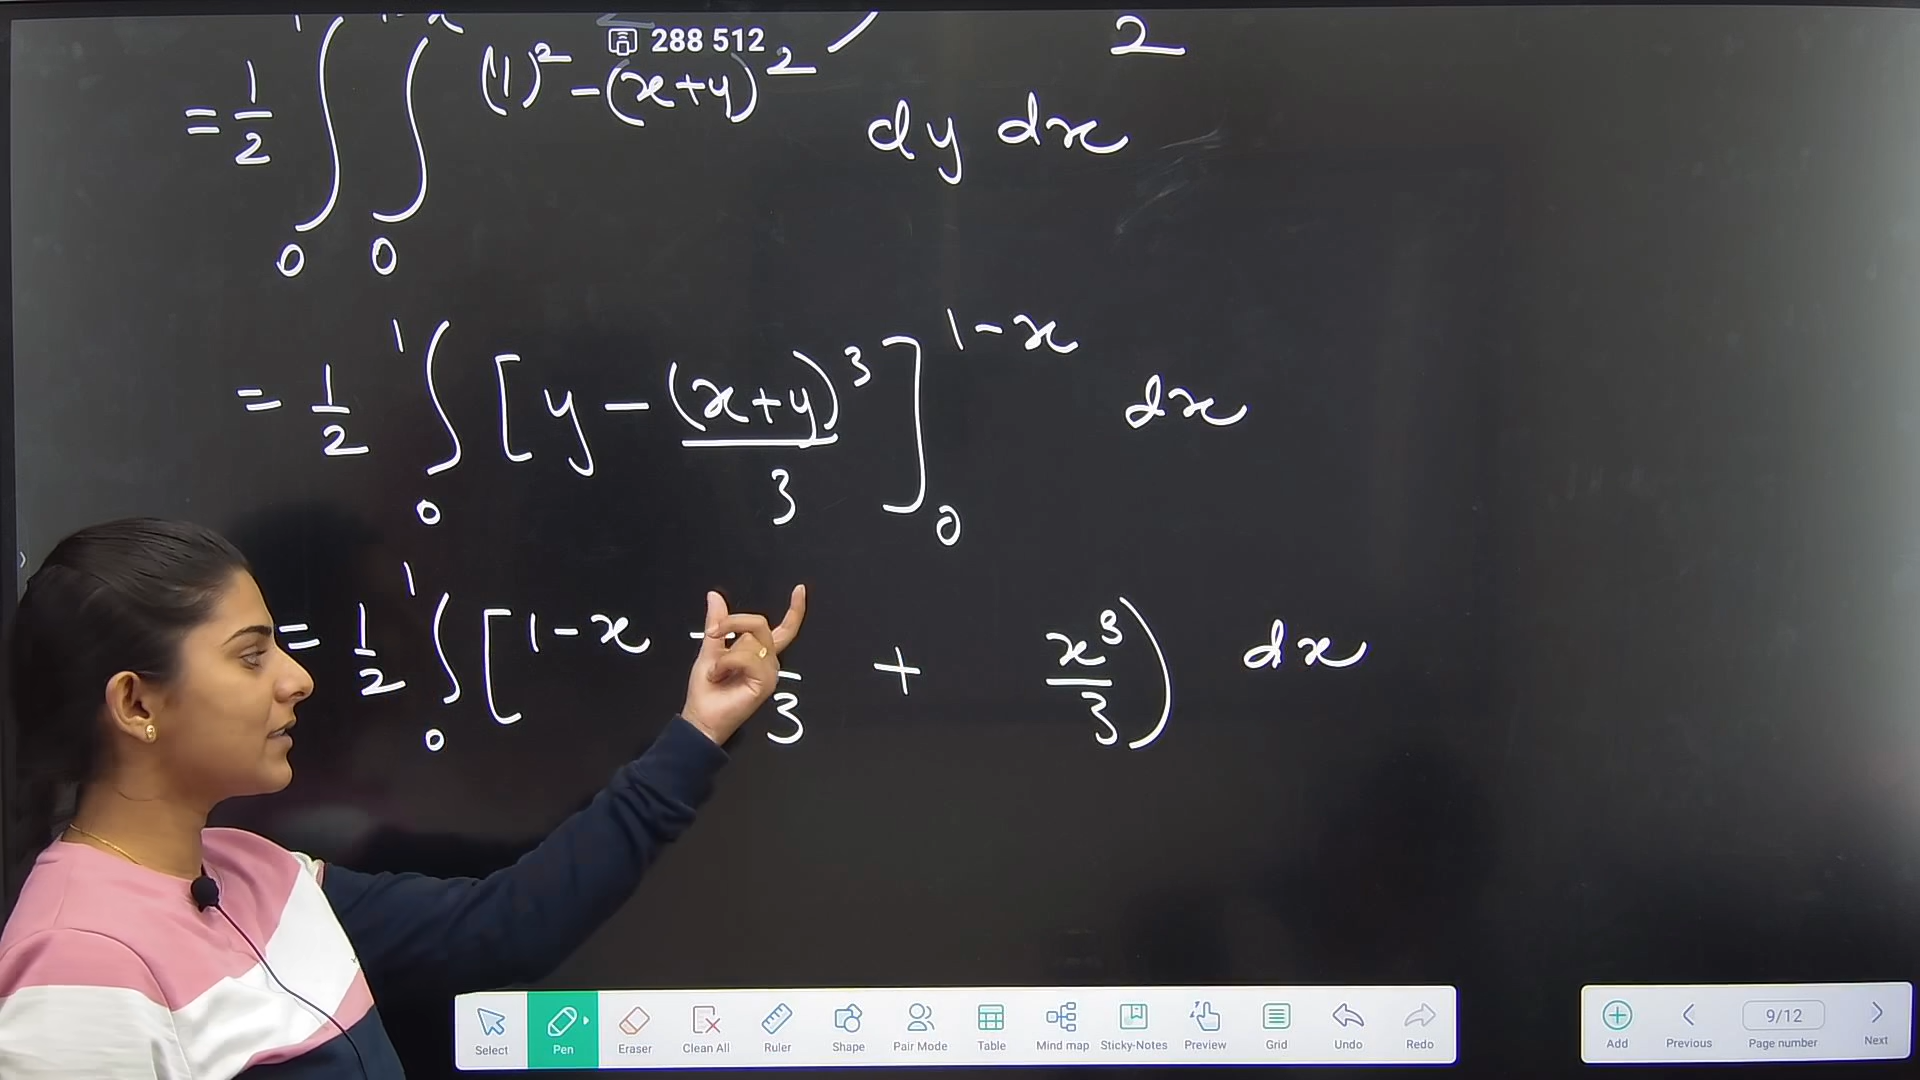 288 512
2
= 1/2 ∫₀¹ ∫₀^(1-x) (1)² - (x+y)² dy dx
= 1/2 ∫₀¹ [y - (x+y)³/3]₀^(1-x) dx
= 1/2 ∫₀¹ [1-x - /3 + x³/3) dx
Select Pen Eraser Clean All Ruler Shape Pair Mode Table Mind map Sticky-Notes Preview Grid Undo Redo
Add Previous 9/12 Page number Next